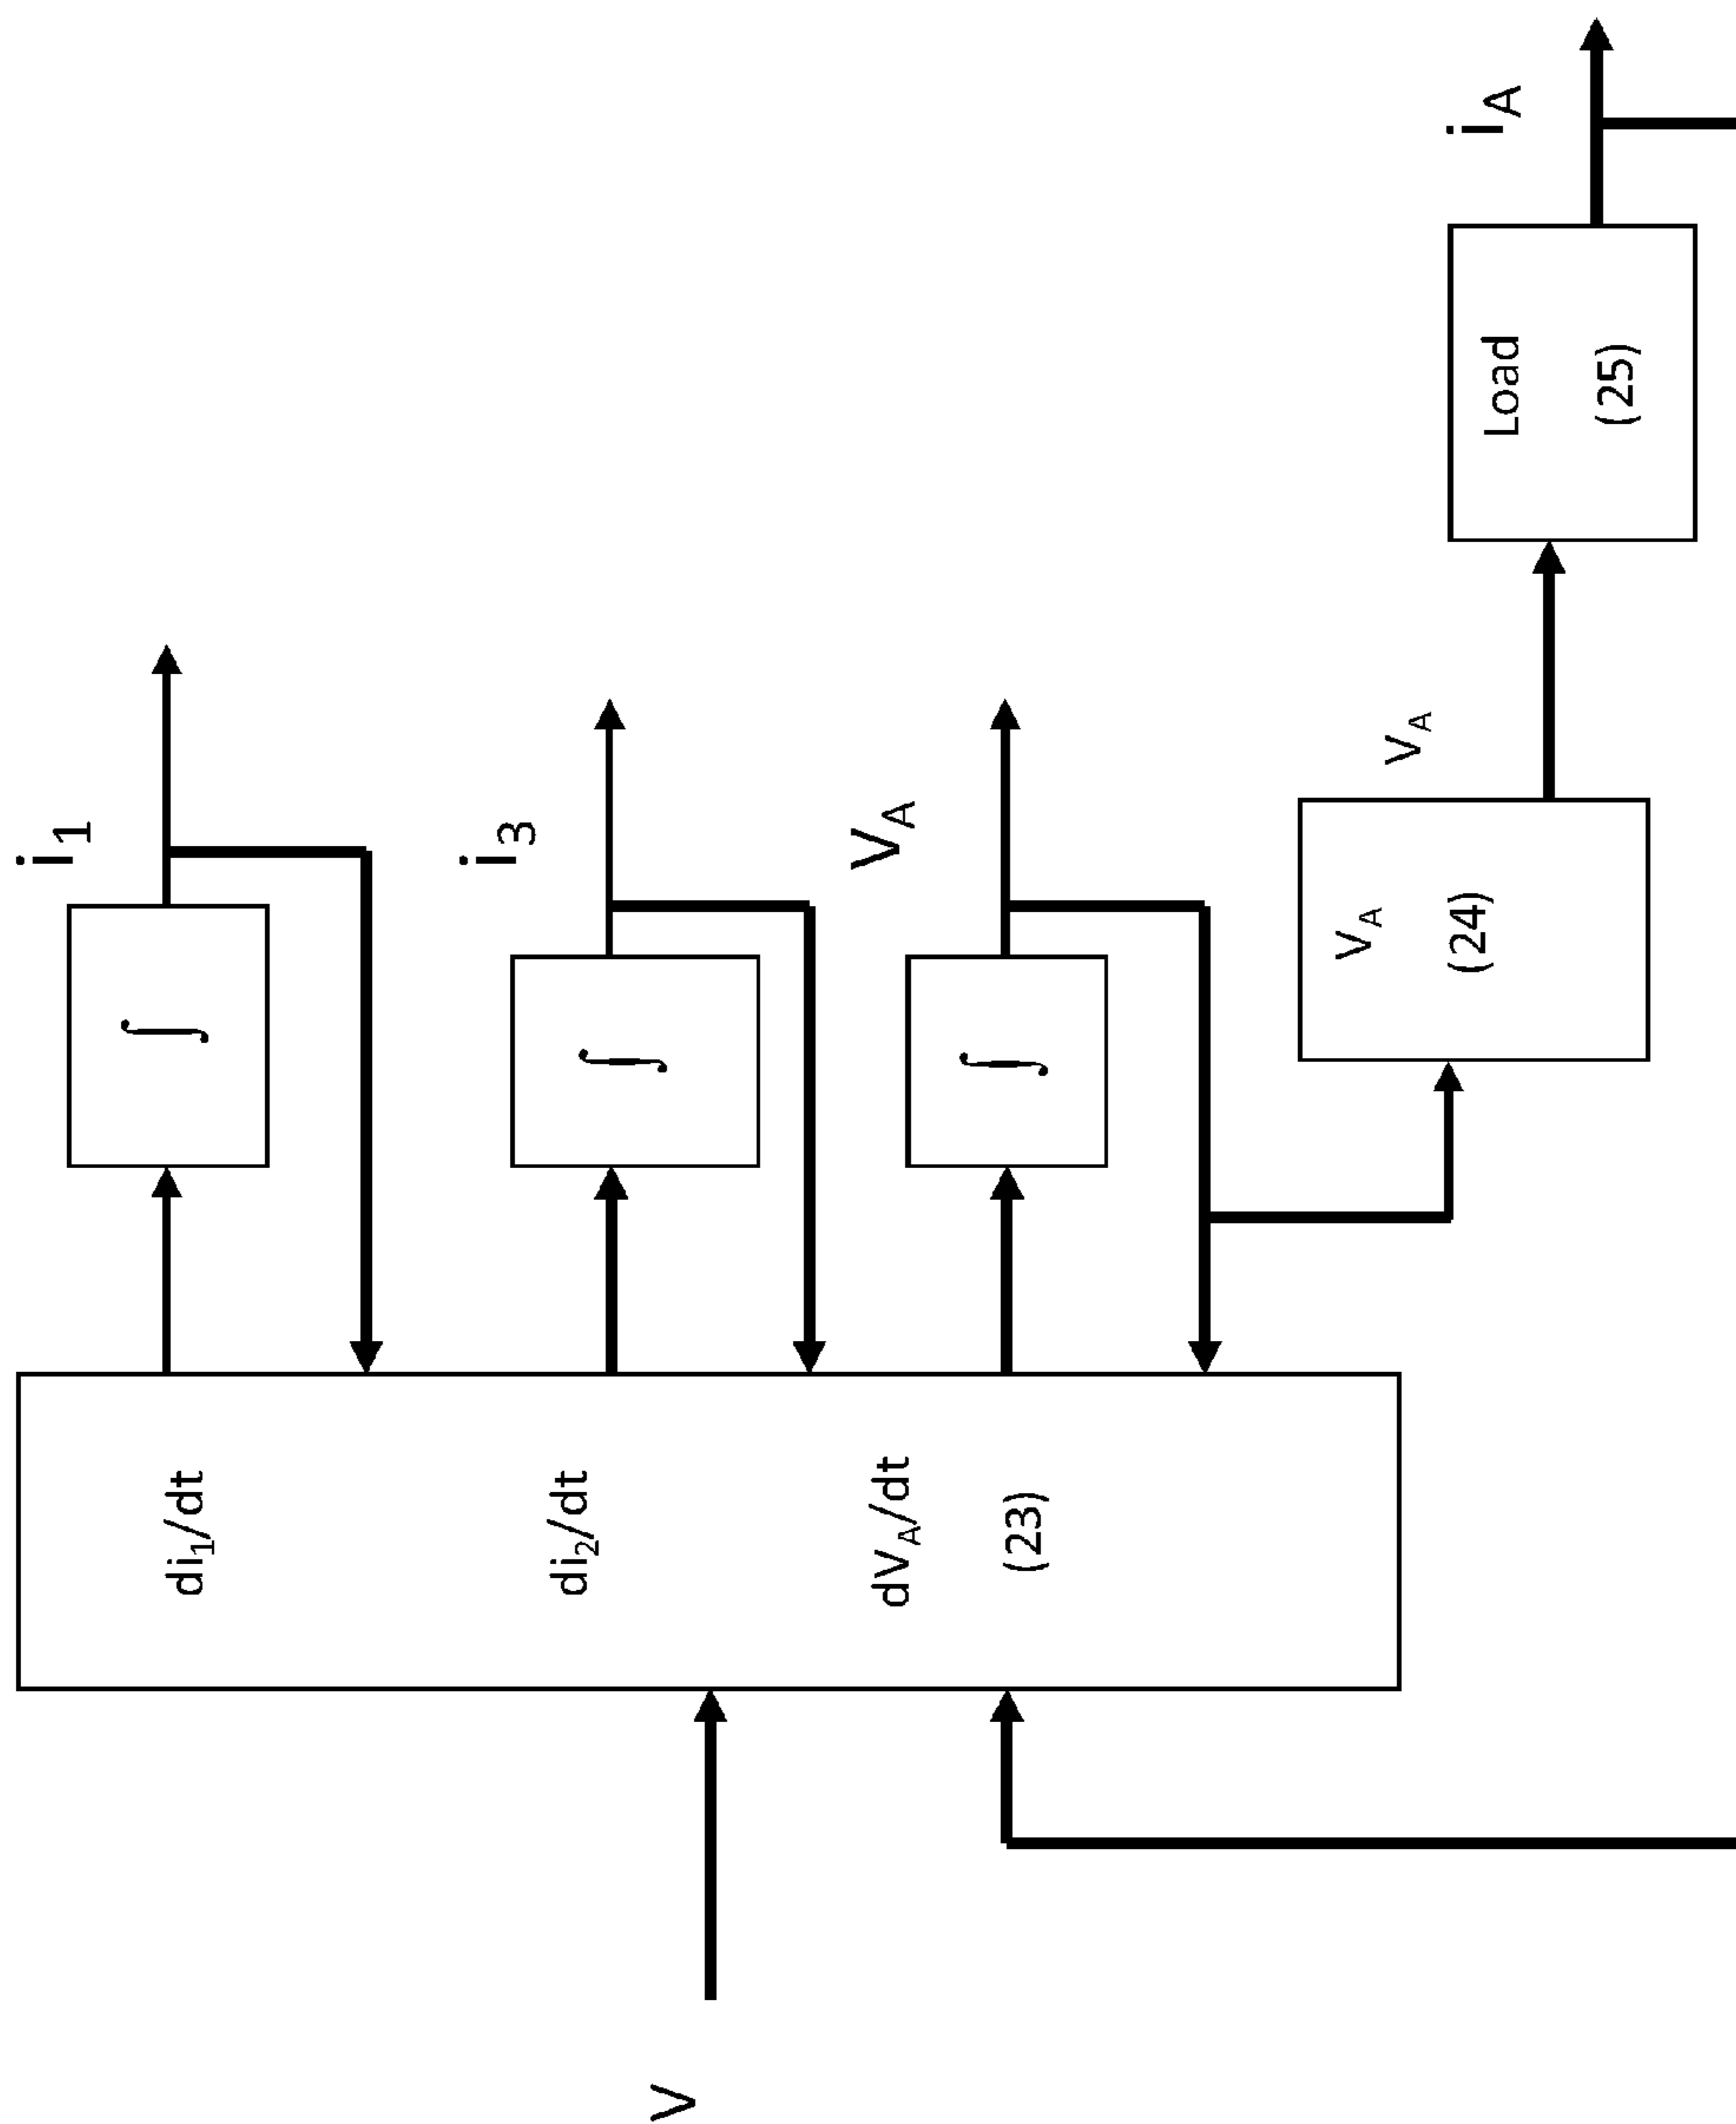 V
di₁/dt
di₂/dt
dVA/dt
(23)
∫
i₁
∫
i₃
∫
VA
VA
(24)
VA
Load
(25)
iA